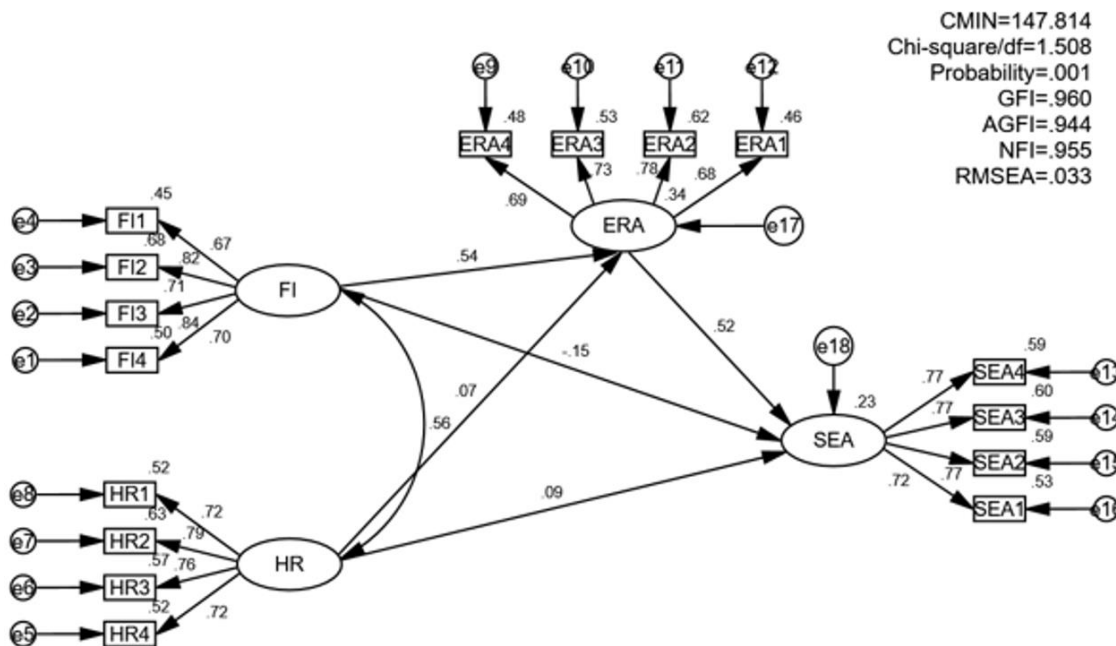 CMIN=147.814
Chi-square/df=1.508
Probability=.001
GFI=.960
AGFI=.944
NFI=.955
RMSEA=.033
e9 e10 e11 e12
.48 .53 .62 .46
ERA4 ERA3 ERA2 ERA1
.69 .73 .78 .68
.34
ERA
e17
.45
e4 FI1 .67
.68
e3 FI2 .82
.71
e2 FI3 .84
.50
e1 FI4 .70
FI
.54
-.15
.52
.07
.56
.09
e18
.23
SEA
.59
.77 SEA4
.60
.77 SEA3 e14
.59
.77 SEA2 e15
.53
.72 SEA1 e16
.52
e8 HR1 .72
.63
e7 HR2 .79
.57
e6 HR3 .76
.52
e5 HR4 .72
HR